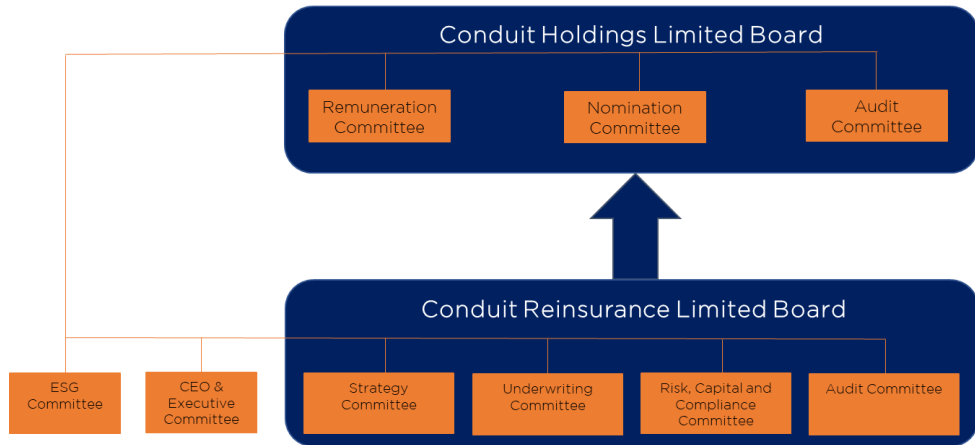 Conduit Holdings Limited Board
Remuneration
Committee
Nomination
Committee
Audit
Committee
Conduit Reinsurance Limited Board
ESG
Committee
CEO &
Executive
Committee
Strategy
Committee
Underwriting
Committee
Risk, Capital and
Compliance
Committee
Audit Committee